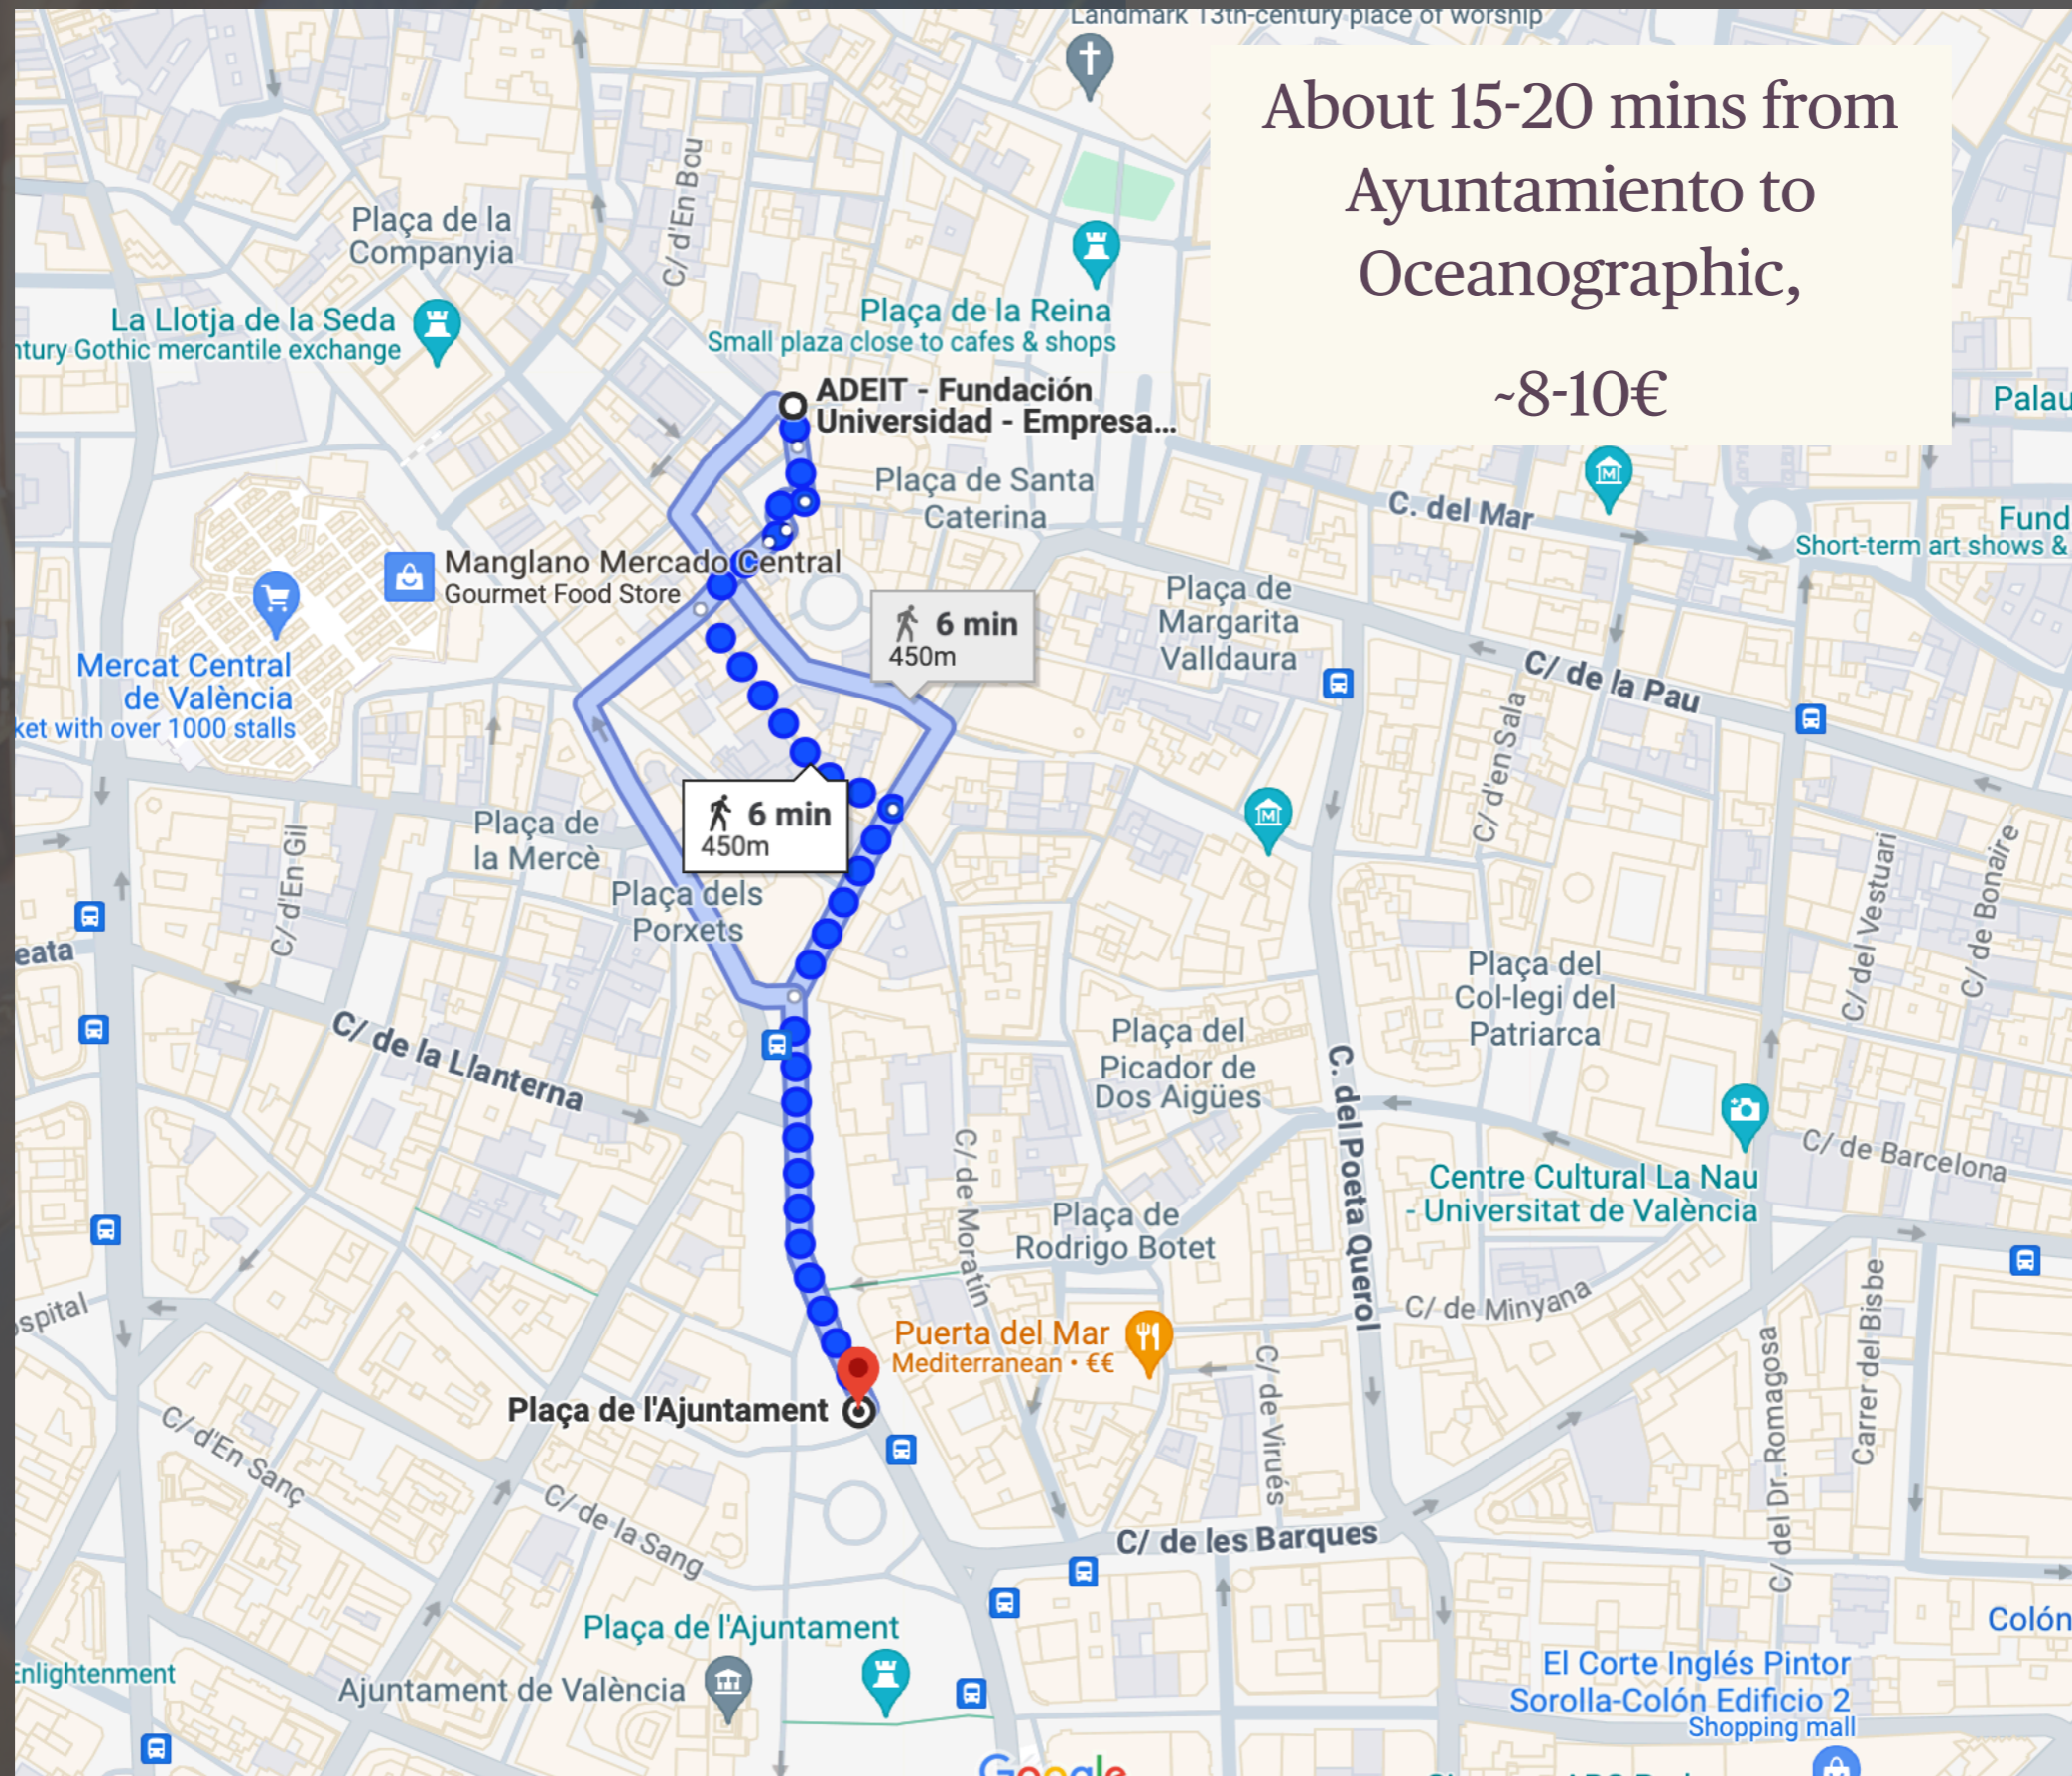 Landmark 13th-century place of worship
About 15-20 mins from
Ayuntamiento to
Oceanographic,
~8-10€
C/ d'En Bou
Plaça de la
Companyia
La Llotja de la Seda
Gothic mercantile exchange
Plaça de la Reina
Small plaza close to cafes & shops
ADEIT - Fundación
Universidad - Empresa...
Palau
Plaça de Santa
Caterina
C. del Mar
Fund
Short-term art shows &
Manglano Mercado Central
Gourmet Food Store
Plaça de
Margarita
Valldaura
6 min
450m
C/ de la Pau
Mercat Central
de València
with over 1000 stalls
C/ d'en Sala
6 min
450m
Plaça de
la Mercè
C/ d'En Gil
Plaça dels
Porxets
C/ del Vestuari
C/ de Bonaire
eata
Plaça del
Col-legi del
Patriarca
C/ de la Llanterna
Plaça del
Picador de
Dos Aigües
C. del Poeta Querol
C/ de Moratín
C/ de Barcelona
Centre Cultural La Nau
- Universitat de València
Plaça de
Rodrigo Botet
C/ de Minyana
ospital
Puerta del Mar
Mediterranean • €€
C/ de Virués
C/ del Dr. Romagosa
Carrer del Bisbe
Plaça de l'Ajuntament
C/ d'En Sanç
C/ de la Sang
C/ de les Barques
Plaça de l'Ajuntament
Colón
Enlightenment
Ajuntament de València
El Corte Inglés Pintor
Sorolla-Colón Edificio 2
Shopping mall
Google